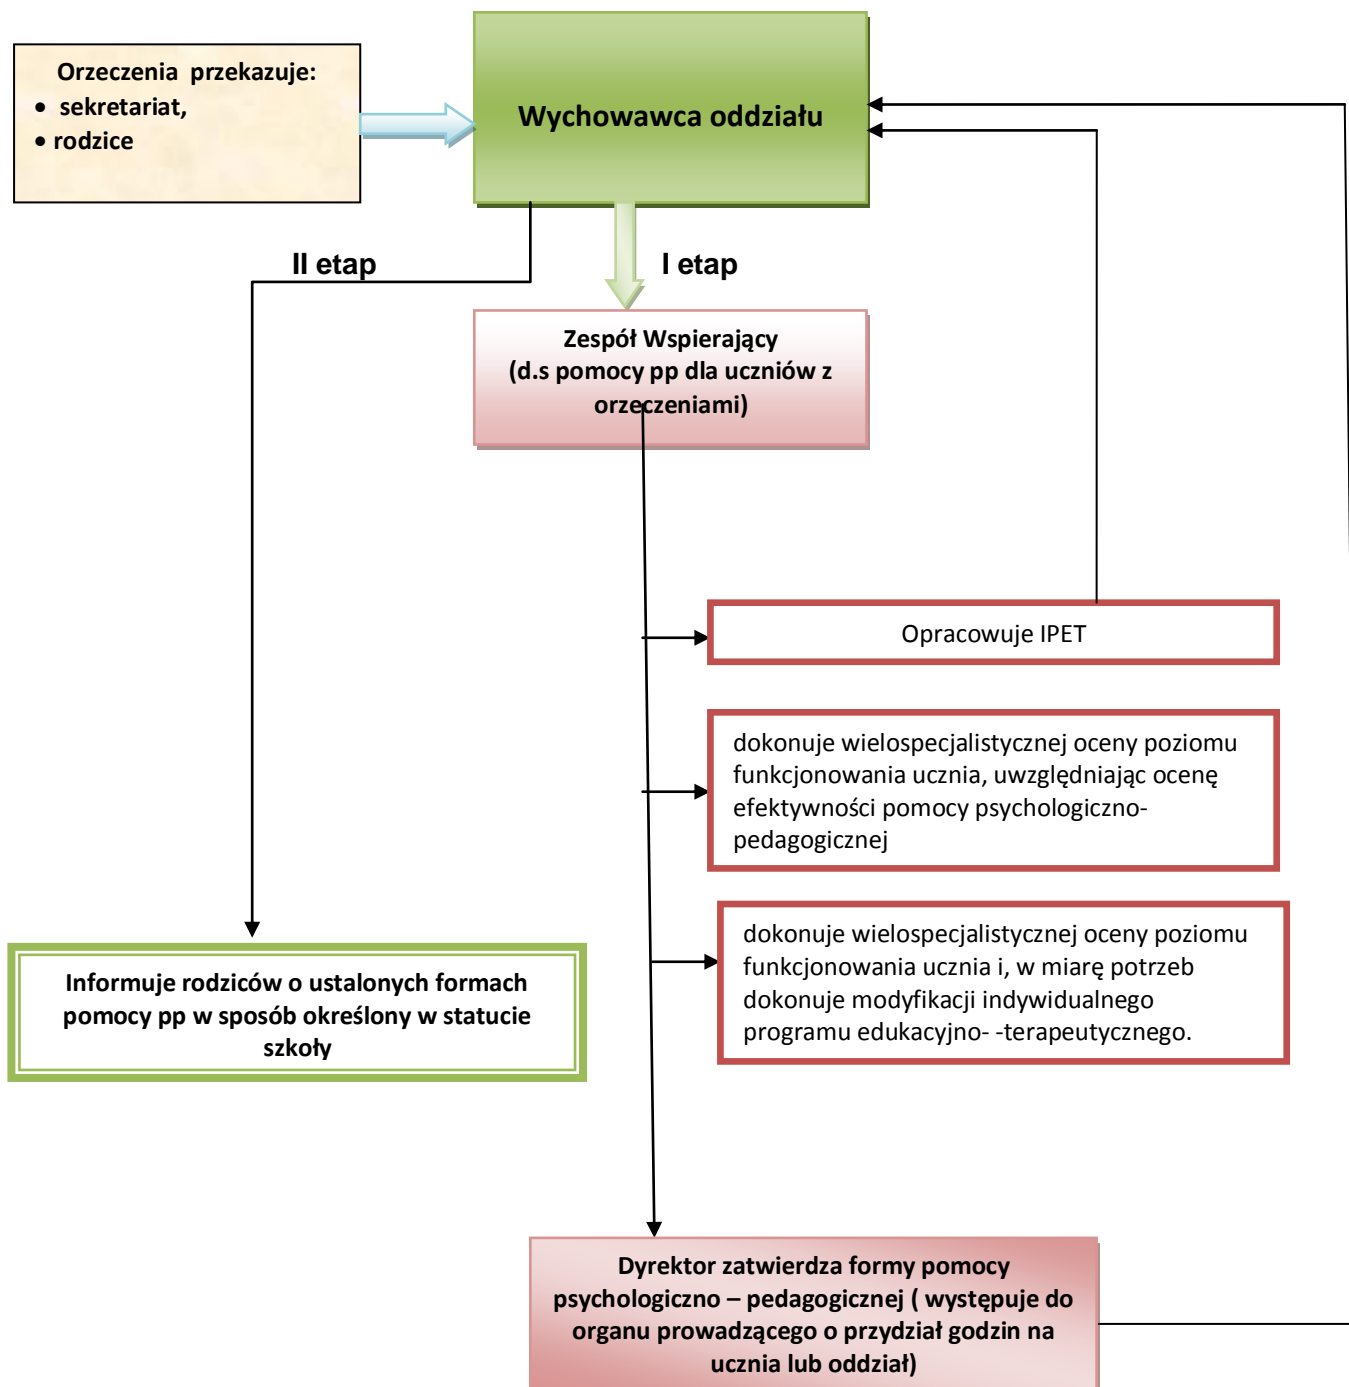 Orzeczenia przekazuje:
• sekretariat,
• rodzice
Wychowawca oddziału
II etap
I etap
Zespół Wspierający
(d.s pomocy pp dla uczniów z
orzeczeniami)
Opracowuje IPET
dokonuje wielospecjalistycznej oceny poziomu
funkcjonowania ucznia, uwzględniając ocenę
efektywności pomocy psychologiczno-
pedagogicznej
dokonuje wielospecjalistycznej oceny poziomu
funkcjonowania ucznia i, w miarę potrzeb
dokonuje modyfikacji indywidualnego
programu edukacyjno- -terapeutycznego.
Informuje rodziców o ustalonych formach
pomocy pp w sposób określony w statucie
szkoły
Dyrektor zatwierdza formy pomocy
psychologiczno – pedagogicznej ( występuje do
organu prowadzącego o przydział godzin na
ucznia lub oddział)